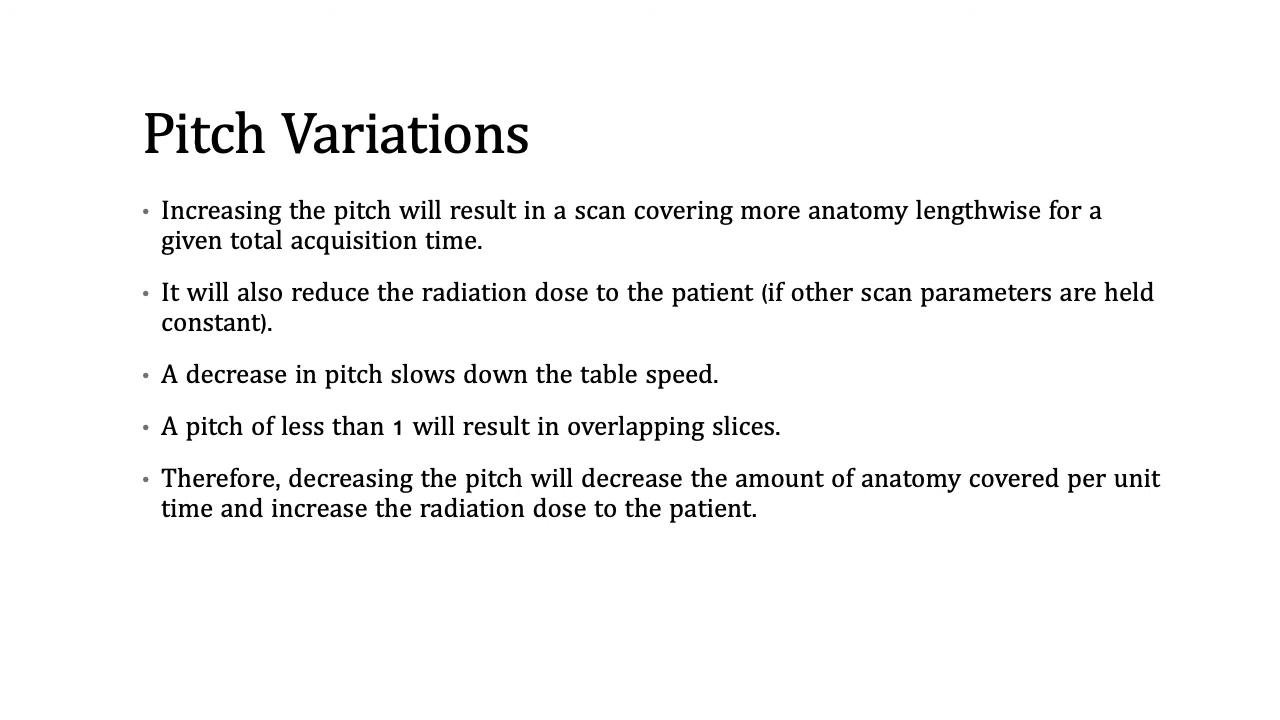 Pitch Variations
• Increasing the pitch will result in a scan covering more anatomy lengthwise for a
given total acquisition time.
• It will also reduce the radiation dose to the patient (if other scan parameters are held
constant).
• A decrease in pitch slows down the table speed.
• A pitch of less than 1 will result in overlapping slices.
• Therefore, decreasing the pitch will decrease the amount of anatomy covered per unit
time and increase the radiation dose to the patient.